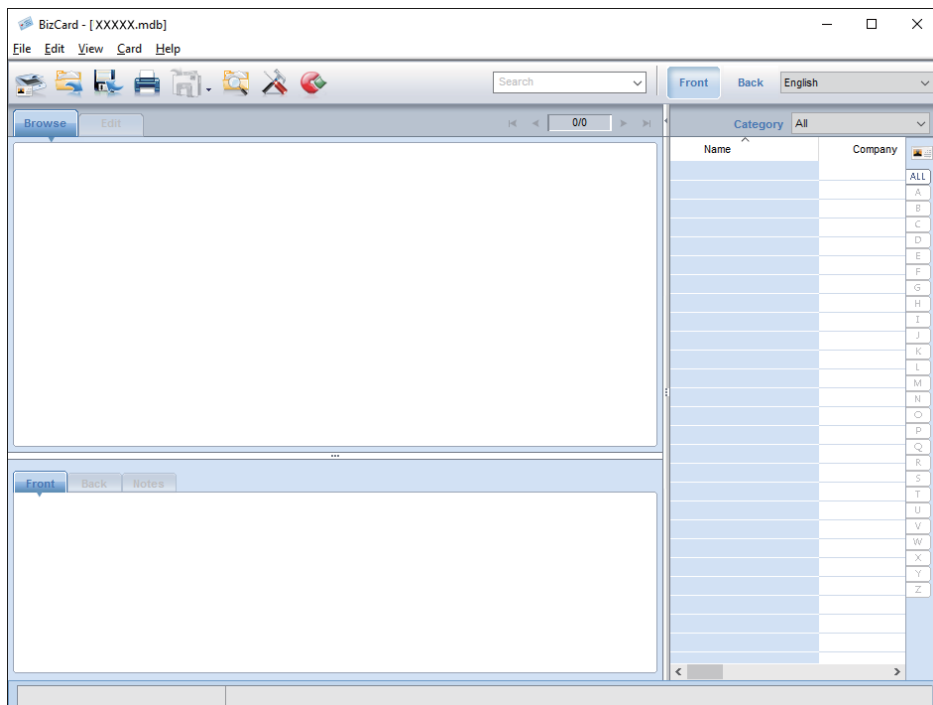 BizCard - [ XXXXX.mdb]
File Edit View Card Help
Search
Front Back English
Browse Edit 0/0
Category All
Name Company
ALL
A
B
C
D
E
F
G
H
I
J
K
L
M
N
O
P
Q
R
S
T
U
V
W
X
Y
Z
Front Back Notes